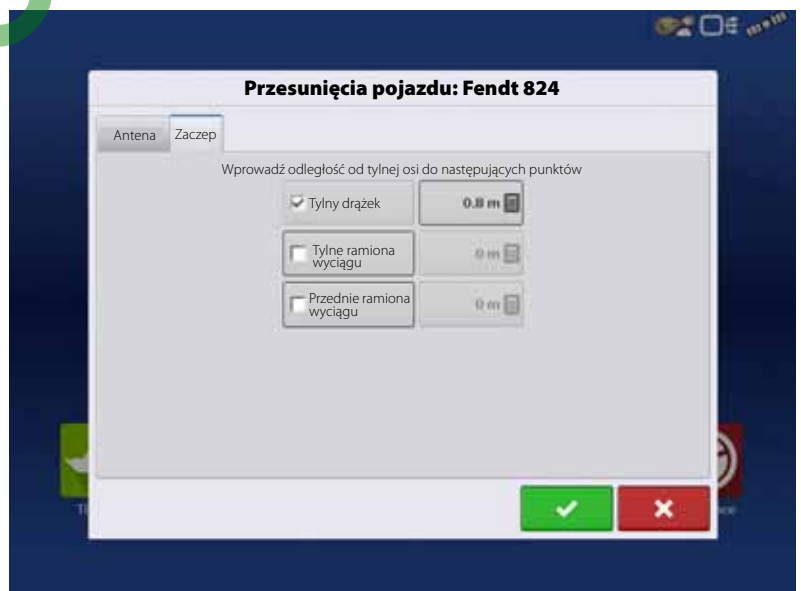 Przesunięcia pojazdu: Fendt 824
Antena
Zaczep
Wprowadź odległość od tylnej osi do następujących punktów
Tylny drążek
0.8 m
Tylne ramiona
wyciągu
0 m
Przednie ramiona
wyciągu
0 m